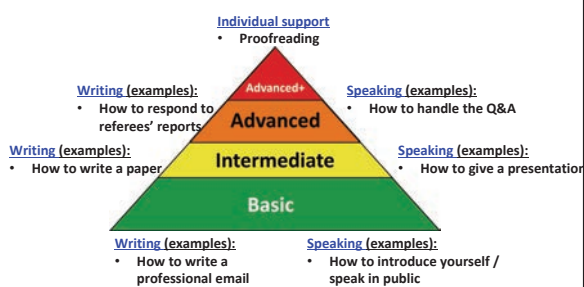 Individual support
• Proofreading
Advanced+
Writing (examples):
• How to respond to
referees' reports
Speaking (examples):
• How to handle the Q&A
Advanced
Writing (examples):
• How to write a paper
Intermediate
Speaking (examples):
• How to give a presentation
Basic
Writing (examples):
• How to write a
professional email
Speaking (examples):
• How to introduce yourself /
speak in public